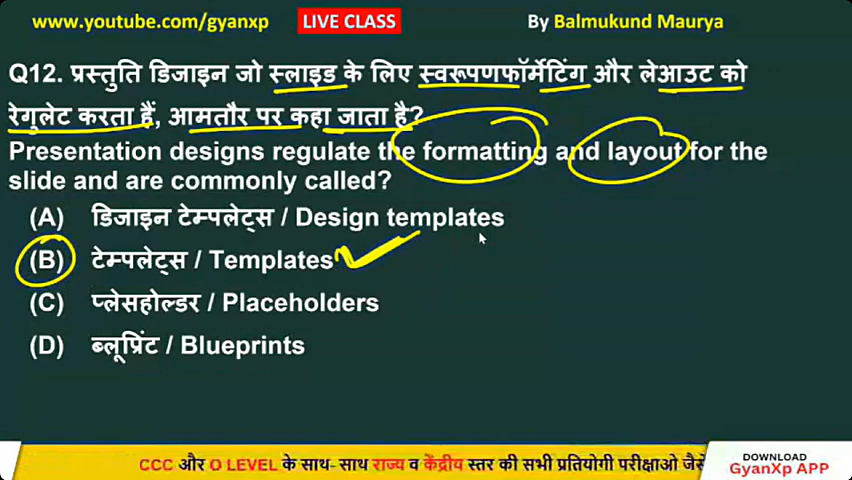 www.youtube.com/gyanxp LIVE CLASS By Balmukund Maurya
Q12. प्रस्तुति डिजाइन जो स्लाइड के लिए स्वरूपणफॉर्मेटिंग और लेआउट को
रेगुलेट करता हैं, आमतौर पर कहा जाता है?
Presentation designs regulate the formatting and layout for the
slide and are commonly called?
(A) डिजाइन टेम्पलेट्स / Design templates
(B) टेम्पलेट्स / Templates
(C) प्लेसहोल्डर / Placeholders
(D) ब्लूप्रिंट / Blueprints
CCC और O LEVEL के साथ- साथ राज्य व केंद्रीय स्तर की सभी प्रतियोगी परीक्षाओ जैसे
DOWNLOAD
GyanXp APP